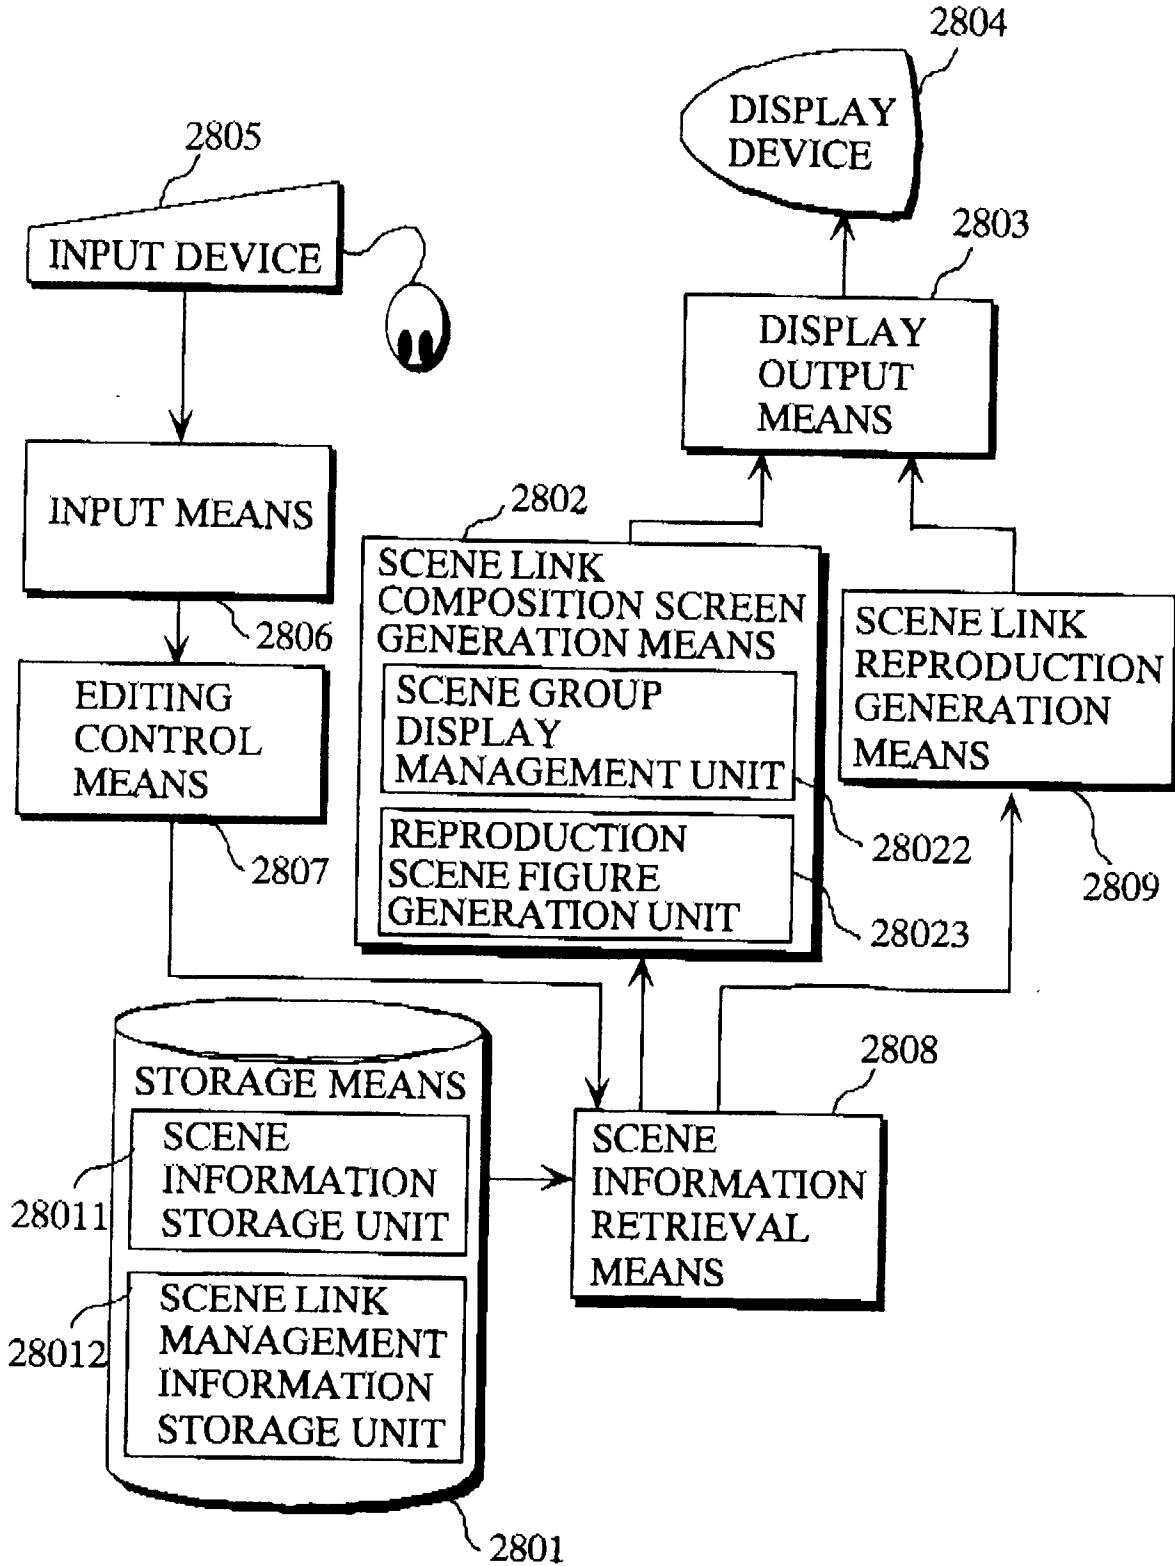 2804
DISPLAY
DEVICE
2805
INPUT DEVICE
2803
DISPLAY
OUTPUT
MEANS
INPUT MEANS
2806
2802
SCENE LINK
COMPOSITION SCREEN
GENERATION MEANS
SCENE GROUP
DISPLAY
MANAGEMENT UNIT
28022
REPRODUCTION
SCENE FIGURE
GENERATION UNIT
28023
SCENE LINK
REPRODUCTION
GENERATION
MEANS
2809
EDITING
CONTROL
MEANS
2807
STORAGE MEANS
SCENE
INFORMATION
STORAGE UNIT
28011
SCENE LINK
MANAGEMENT
INFORMATION
STORAGE UNIT
28012
2801
2808
SCENE
INFORMATION
RETRIEVAL
MEANS